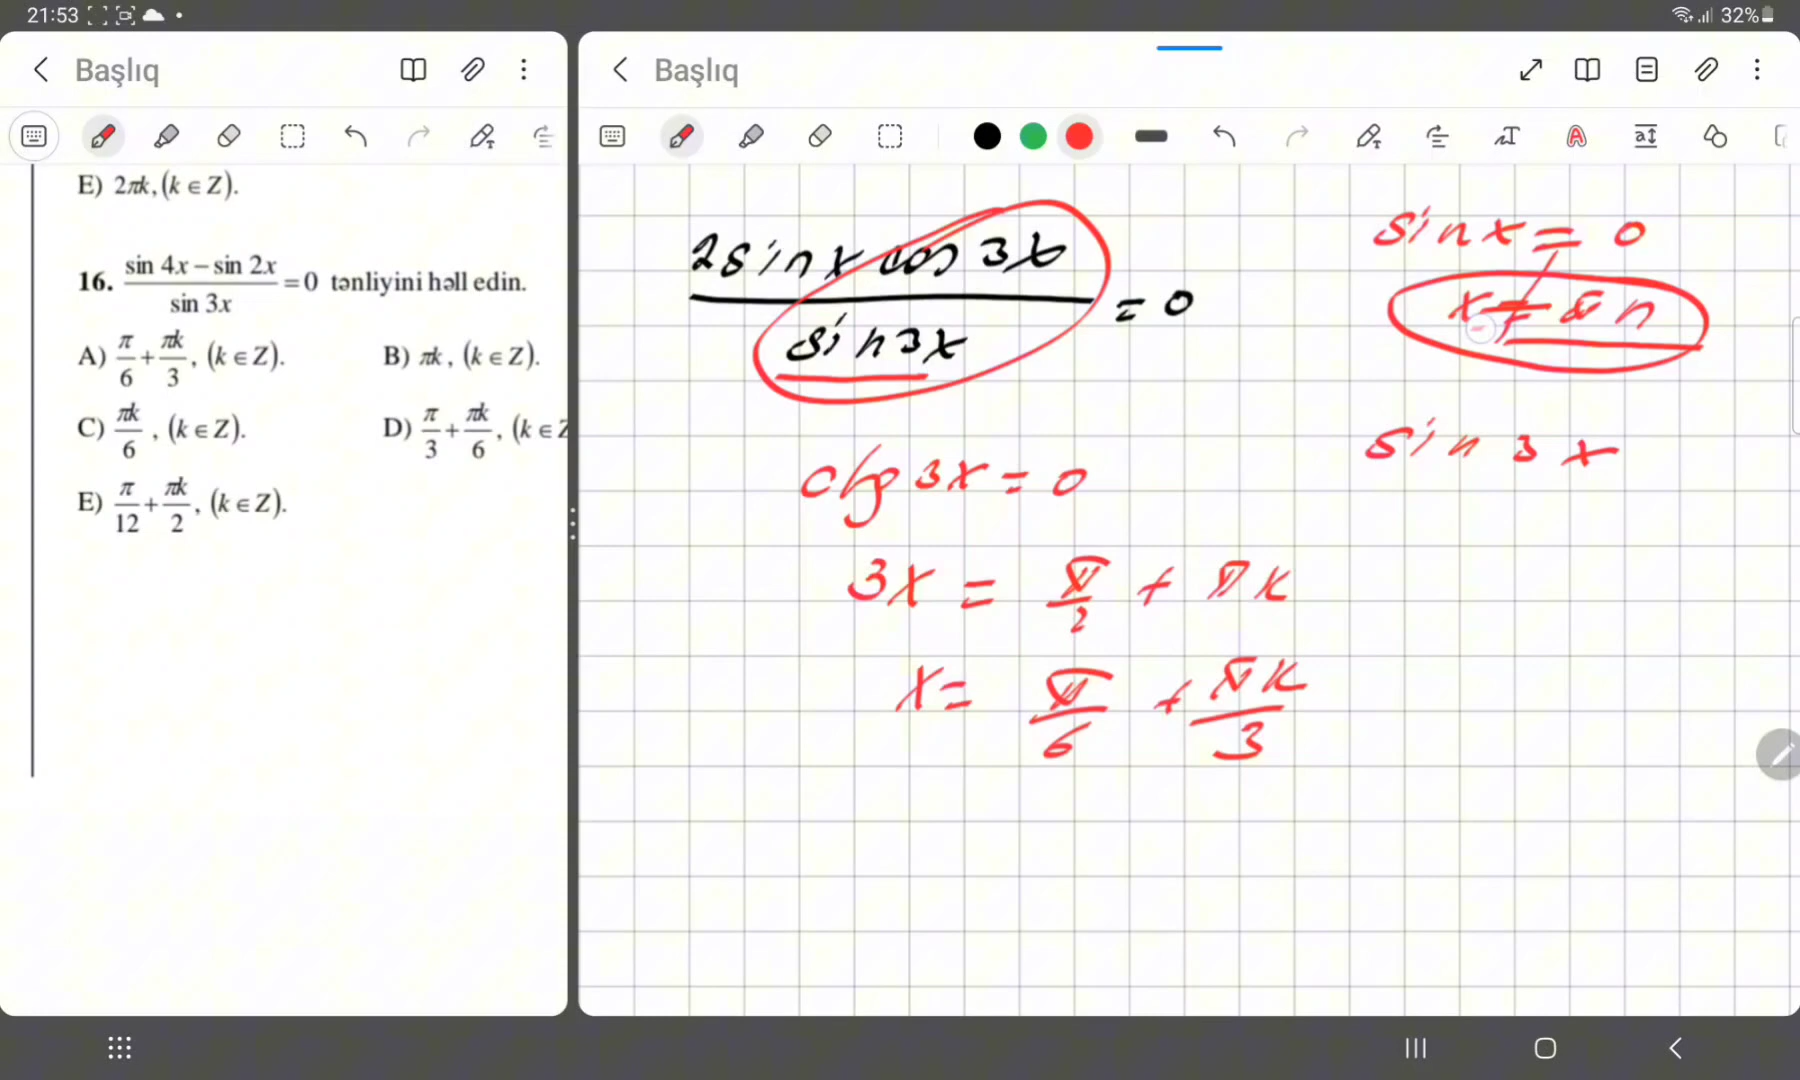 21:53
32%
Başlıq
E) 2πk, (k ∈ Z).
16. (sin 4x − sin 2x)/(sin 3x) = 0 tənliyini həll edin.
A) π/6 + πk/3, (k ∈ Z). B) πk, (k ∈ Z).
C) πk/6, (k ∈ Z). D) π/3 + πk/6, (k ∈ Z
E) π/12 + πk/2, (k ∈ Z).
Başlıq
A
(2 sin x cos 3x)/(sin 3x) = 0
ctg 3x = 0
3x = π/2 + πk
x = π/6 + πk/3
sin x ≠ 0
x ≠ πn
sin 3x